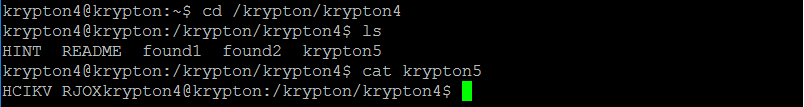 krypton4@krypton:~$ cd /krypton/krypton4
krypton4@krypton:/krypton/krypton4$ ls
HINT  README  found1  found2  krypton5
krypton4@krypton:/krypton/krypton4$ cat krypton5
HCIKV RJOXkrypton4@krypton:/krypton/krypton4$